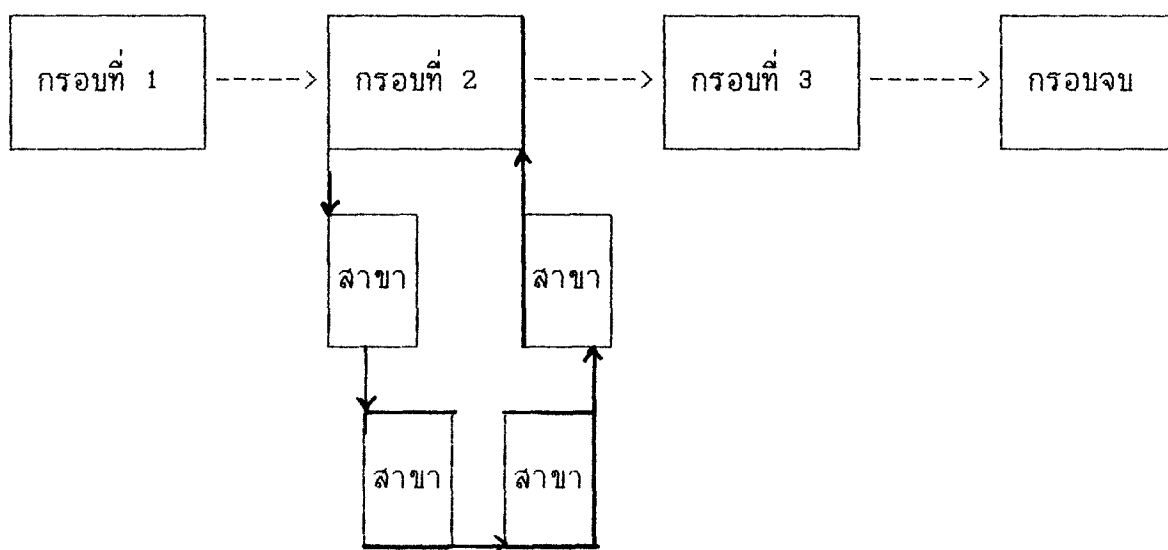 กรอบที่ 1 ----> กรอบที่ 2 ----> กรอบที่ 3 ----> กรอบจบ
สาขา สาขา
สาขา สาขา